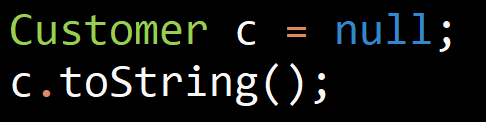 Customer c = null;
c.toString();